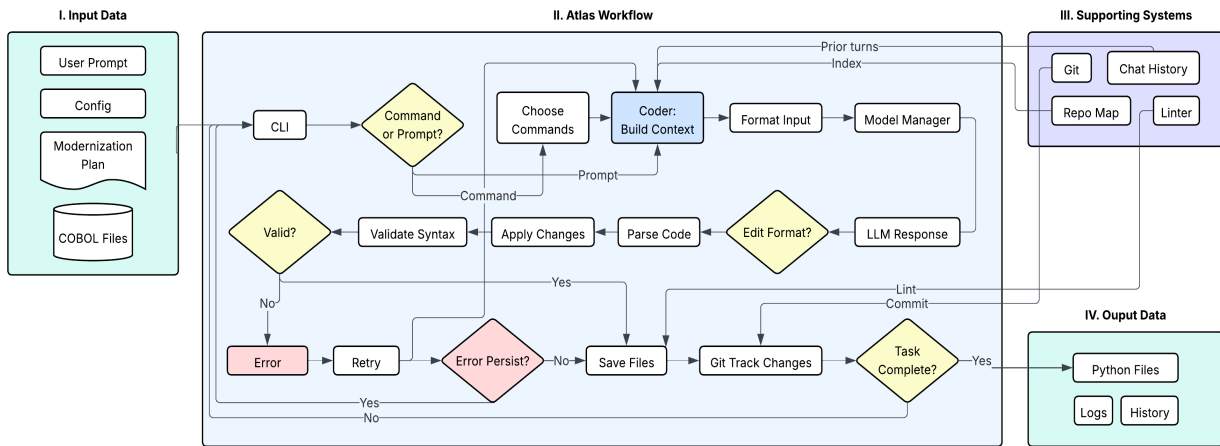 I. Input Data
II. Atlas Workflow
III. Supporting Systems
User Prompt
Config
Modernization
Plan
COBOL Files
CLI
Command
or Prompt?
Choose
Commands
Coder:
Build Context
Format Input
Model Manager
Prior turns
Index
Git
Chat History
Repo Map
Linter
Prompt
Command
Valid?
Validate Syntax
Apply Changes
Parse Code
Edit Format?
LLM Response
No
Yes
Lint
Commit
Error
Retry
Error Persist?
No
Save Files
Git Track Changes
Task
Complete?
Yes
Yes
No
IV. Ouput Data
Python Files
Logs
History